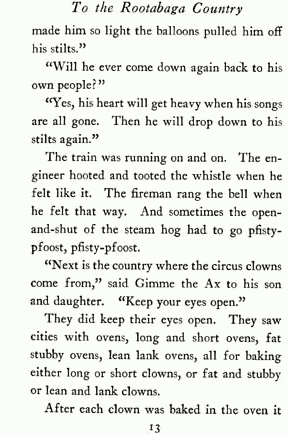 To the Rootabaga Country
made him so light the balloons pulled him off
his stilts.”
“Will he ever come down again back to his
own people?”
“Yes, his heart will get heavy when his songs
are all gone. Then he will drop down to his
stilts again.”
The train was running on and on. The en-
gineer hooted and tooted the whistle when he
felt like it. The fireman rang the bell when
he felt that way. And sometimes the open-
and-shut of the steam hog had to go pfisty-
pfoost, pfisty-pfoost.
“Next is the country where the circus clowns
come from,” said Gimme the Ax to his son
and daughter. “Keep your eyes open.”
They did keep their eyes open. They saw
cities with ovens, long and short ovens, fat
stubby ovens, lean lank ovens, all for baking
either long or short clowns, or fat and stubby
or lean and lank clowns.
After each clown was baked in the oven it
13